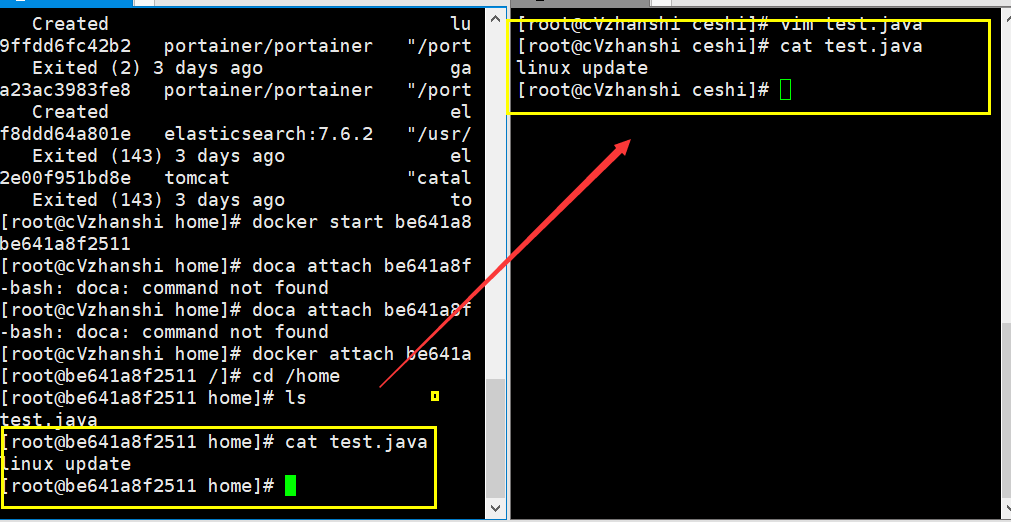 Created lu
9ffdd6fc42b2 portainer/portainer "/port
Exited (2) 3 days ago ga
a23ac3983fe8 portainer/portainer "/port
Created el
f8ddd64a801e elasticsearch:7.6.2 "/usr/
Exited (143) 3 days ago el
2e00f951bd8e tomcat "catal
Exited (143) 3 days ago to
[root@cVzhanshi home]# docker start be641a8
be641a8f2511
[root@cVzhanshi home]# doca attach be641a8f
-bash: doca: command not found
[root@cVzhanshi home]# doca attach be641a8f
-bash: doca: command not found
[root@cVzhanshi home]# docker attach be641a
[root@be641a8f2511 /]# cd /home
[root@be641a8f2511 home]# ls
test.java
[root@be641a8f2511 home]# cat test.java
linux update
[root@be641a8f2511 home]#
[root@cVzhanshi ceshi]# vim test.java
[root@cVzhanshi ceshi]# cat test.java
linux update
[root@cVzhanshi ceshi]#